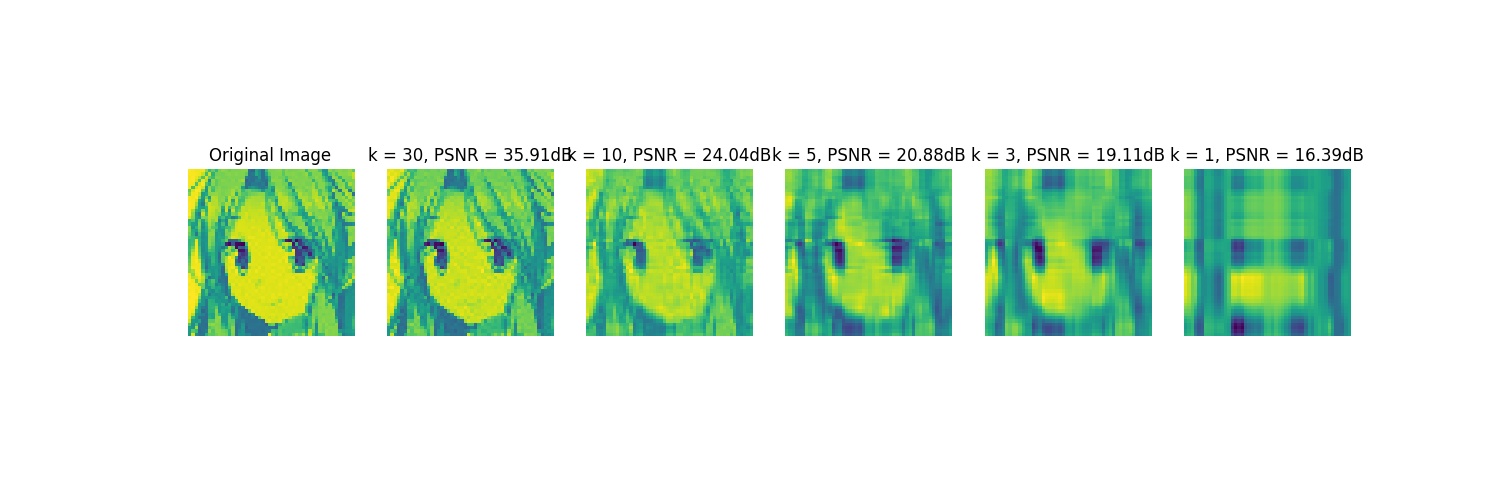 Original Image
k = 30, PSNR = 35.91dB
k = 10, PSNR = 24.04dB
k = 5, PSNR = 20.88dB
k = 3, PSNR = 19.11dB
k = 1, PSNR = 16.39dB